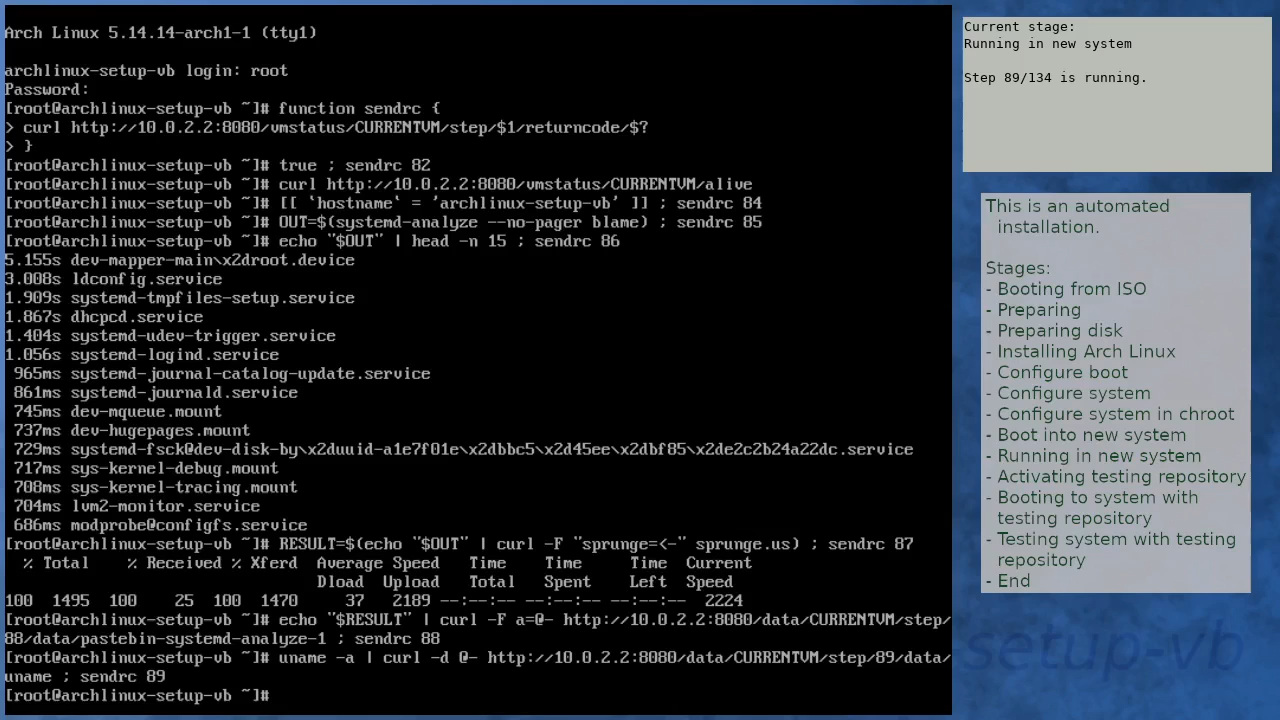 Arch Linux 5.14.14-arch1-1 (tty1)
archlinux-setup-vb login: root
Password:
[root@archlinux-setup-vb ~]# function sendrc {
> curl http://10.0.2.2:8080/vmstatus/CURRENTVM/step/$1/returncode/$?
> }
[root@archlinux-setup-vb ~]# true ; sendrc 82
[root@archlinux-setup-vb ~]# curl http://10.0.2.2:8080/vmstatus/CURRENTVM/alive
[root@archlinux-setup-vb ~]# [[ `hostname` = 'archlinux-setup-vb' ]] ; sendrc 84
[root@archlinux-setup-vb ~]# OUT=$(systemd-analyze --no-pager blame) ; sendrc 85
[root@archlinux-setup-vb ~]# echo "$OUT" | head -n 15 ; sendrc 86
5.155s dev-mapper-main\x2droot.device
3.008s ldconfig.service
1.909s systemd-tmpfiles-setup.service
1.867s dhcpcd.service
1.404s systemd-udev-trigger.service
1.056s systemd-logind.service
965ms systemd-journal-catalog-update.service
861ms systemd-journald.service
745ms dev-mqueue.mount
737ms dev-hugepages.mount
729ms systemd-fsck@dev-disk-by\x2duuid-a1e7f01e\x2dbbc5\x2d45ee\x2dbf85\x2de2c2b24a22dc.service
717ms sys-kernel-debug.mount
708ms sys-kernel-tracing.mount
704ms lvm2-monitor.service
686ms modprobe@configfs.service
[root@archlinux-setup-vb ~]# RESULT=$(echo "$OUT" | curl -F "sprunge=<-" sprunge.us) ; sendrc 87
% Total    % Received % Xferd  Average Speed   Time    Time     Time  Current
Dload  Upload   Total   Spent    Left  Speed
100  1495  100    25  100  1470     37   2189 --:--:-- --:--:-- --:--:--  2224
[root@archlinux-setup-vb ~]# echo "$RESULT" | curl -F a=@- http://10.0.2.2:8080/data/CURRENTVM/step/
88/data/pastebin-systemd-analyze-1 ; sendrc 88
[root@archlinux-setup-vb ~]# uname -a | curl -d @- http://10.0.2.2:8080/data/CURRENTVM/step/89/data/
uname ; sendrc 89
[root@archlinux-setup-vb ~]#
Current stage:
Running in new system
Step 89/134 is running.
This is an automated
installation.
Stages:
- Booting from ISO
- Preparing
- Preparing disk
- Installing Arch Linux
- Configure boot
- Configure system
- Configure system in chroot
- Boot into new system
- Running in new system
- Activating testing repository
- Booting to system with
testing repository
- Testing system with testing
repository
- End
setup-vb